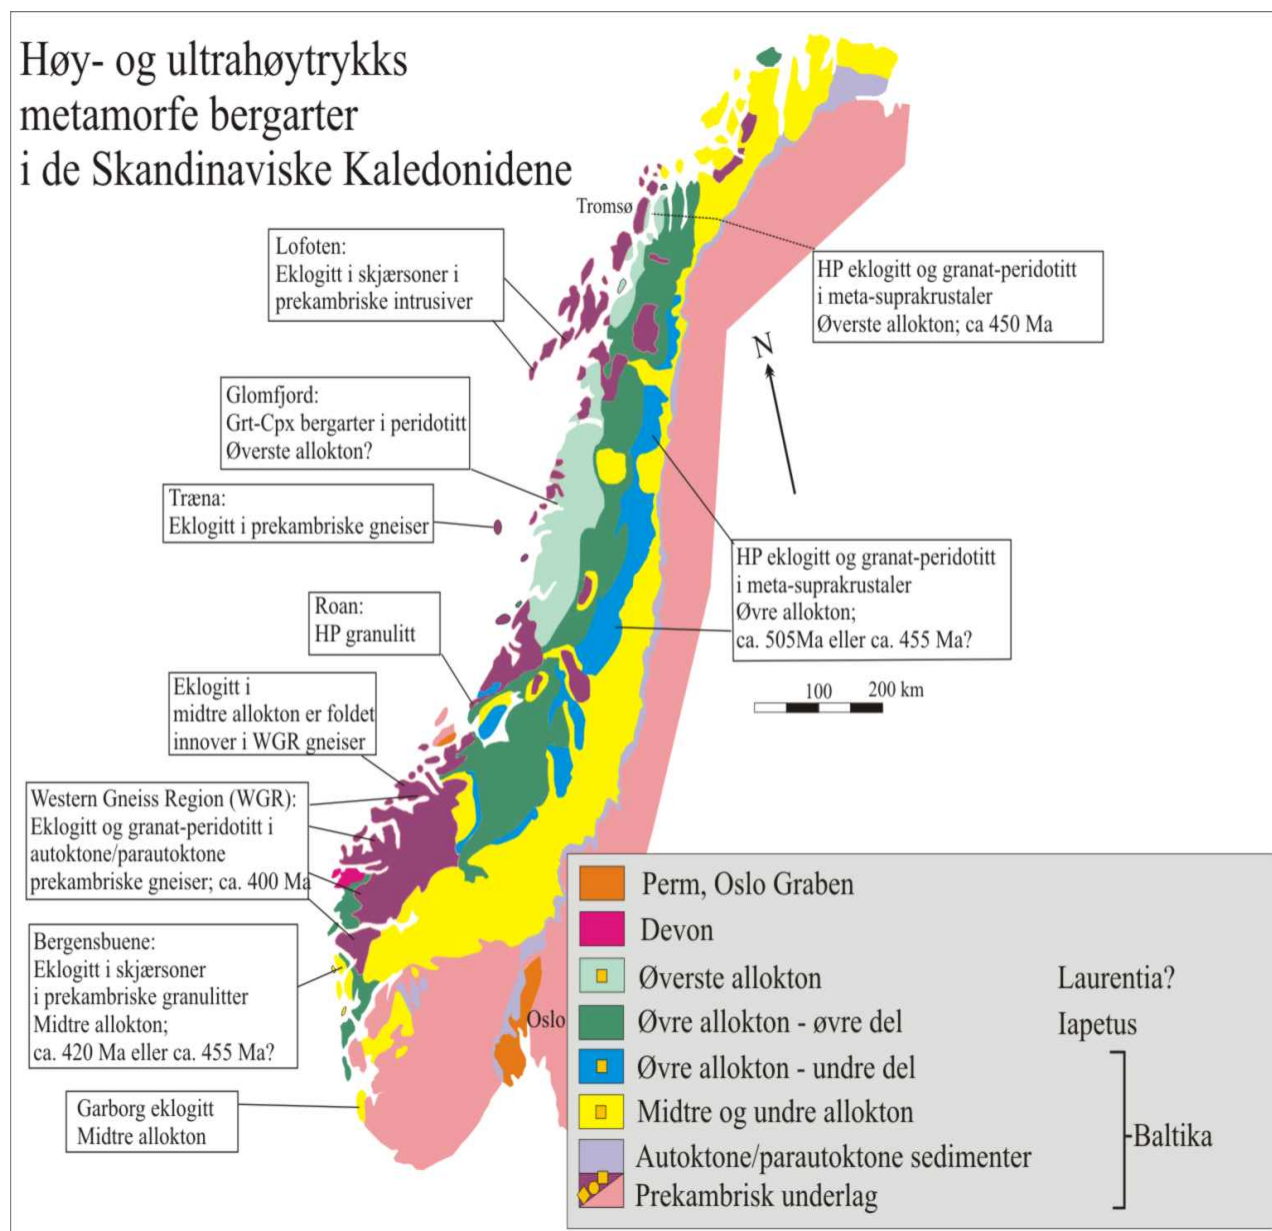 Høy- og ultrahøytrykks
metamorfe bergarter
i de Skandinaviske Kaledonidene
Tromsø
Lofoten:
Eklogitt i skjærsoner i
prekambriske intrusiver
HP eklogitt og granat-peridotitt
i meta-suprakrustaler
Øverste allokton; ca 450 Ma
N
Glomfjord:
Grt-Cpx bergarter i peridotitt
Øverste allokton?
Træna:
Eklogitt i prekambriske gneiser
HP eklogitt og granat-peridotitt
i meta-suprakrustaler
Øvre allokton;
ca. 505Ma eller ca. 455 Ma?
Roan:
HP granulitt
100
200 km
Eklogitt i
midtre allokton er foldet
innover i WGR gneiser
Western Gneiss Region (WGR):
Eklogitt og granat-peridotitt i
autoktone/parautoktone
prekambriske gneiser; ca. 400 Ma
Bergensbuene:
Eklogitt i skjærsoner
i prekambriske granulitter
Midtre allokton;
ca. 420 Ma eller ca. 455 Ma?
Oslo
Garborg eklogitt
Midtre allokton
Perm, Oslo Graben
Devon
Øverste allokton
Laurentia?
Øvre allokton - øvre del
Iapetus
Øvre allokton - undre del
Midtre og undre allokton
Baltika
Autoktone/parautoktone sedimenter
Prekambrisk underlag